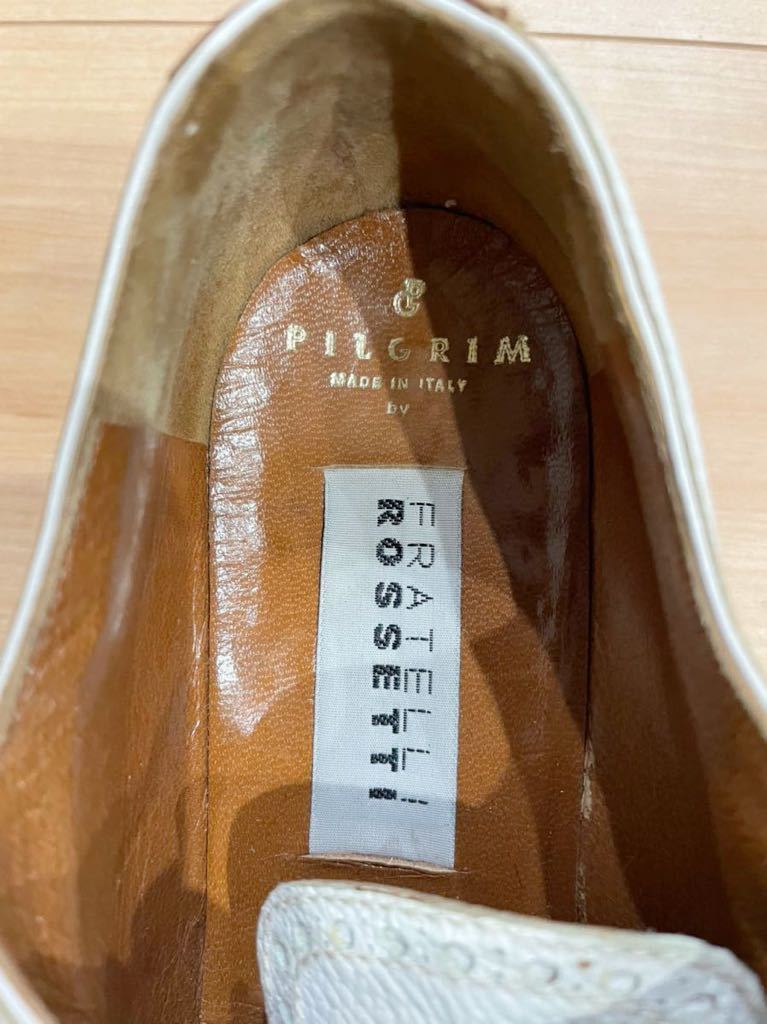 PILGRIM
MADE IN ITALY
by
FRATELLI
ROSSETTI